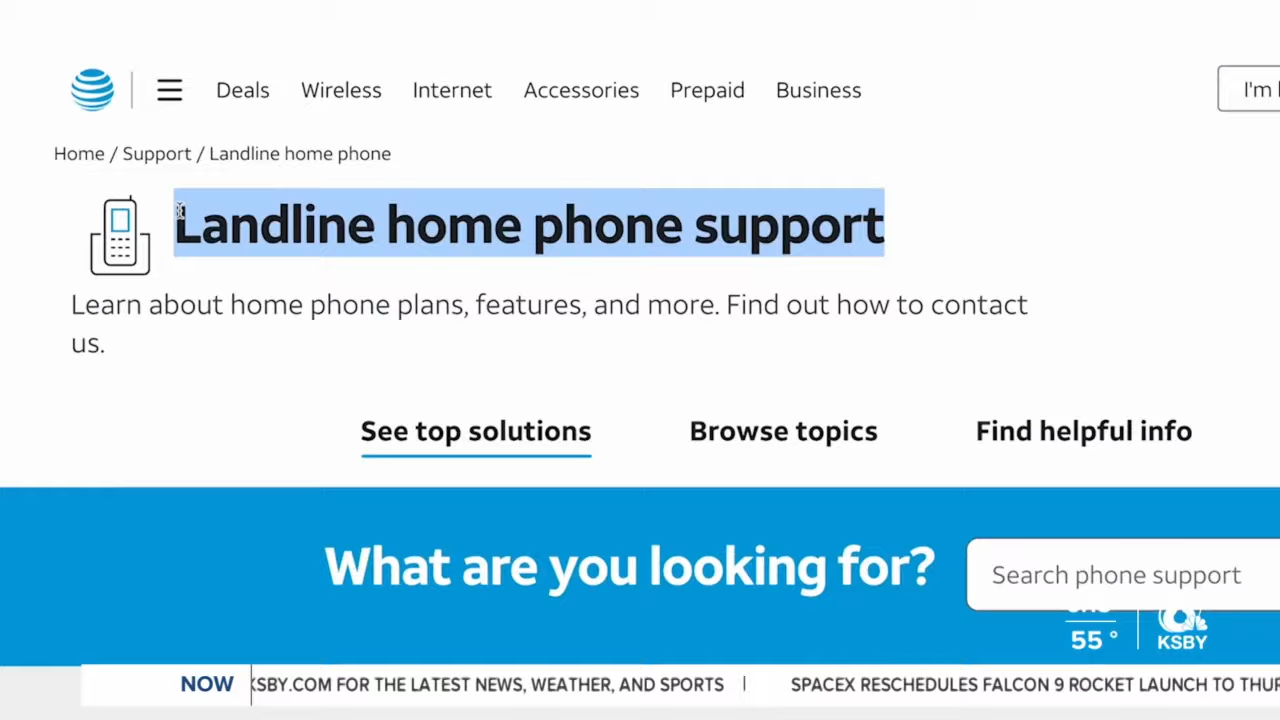 Deals Wireless Internet Accessories Prepaid Business I'm
Home / Support / Landline home phone
Landline home phone support
Learn about home phone plans, features, and more. Find out how to contact
us.
See top solutions Browse topics Find helpful info
What are you looking for? Search phone support
55 ° KSBY
NOW KSBY.COM FOR THE LATEST NEWS, WEATHER, AND SPORTS | SPACEX RESCHEDULES FALCON 9 ROCKET LAUNCH TO